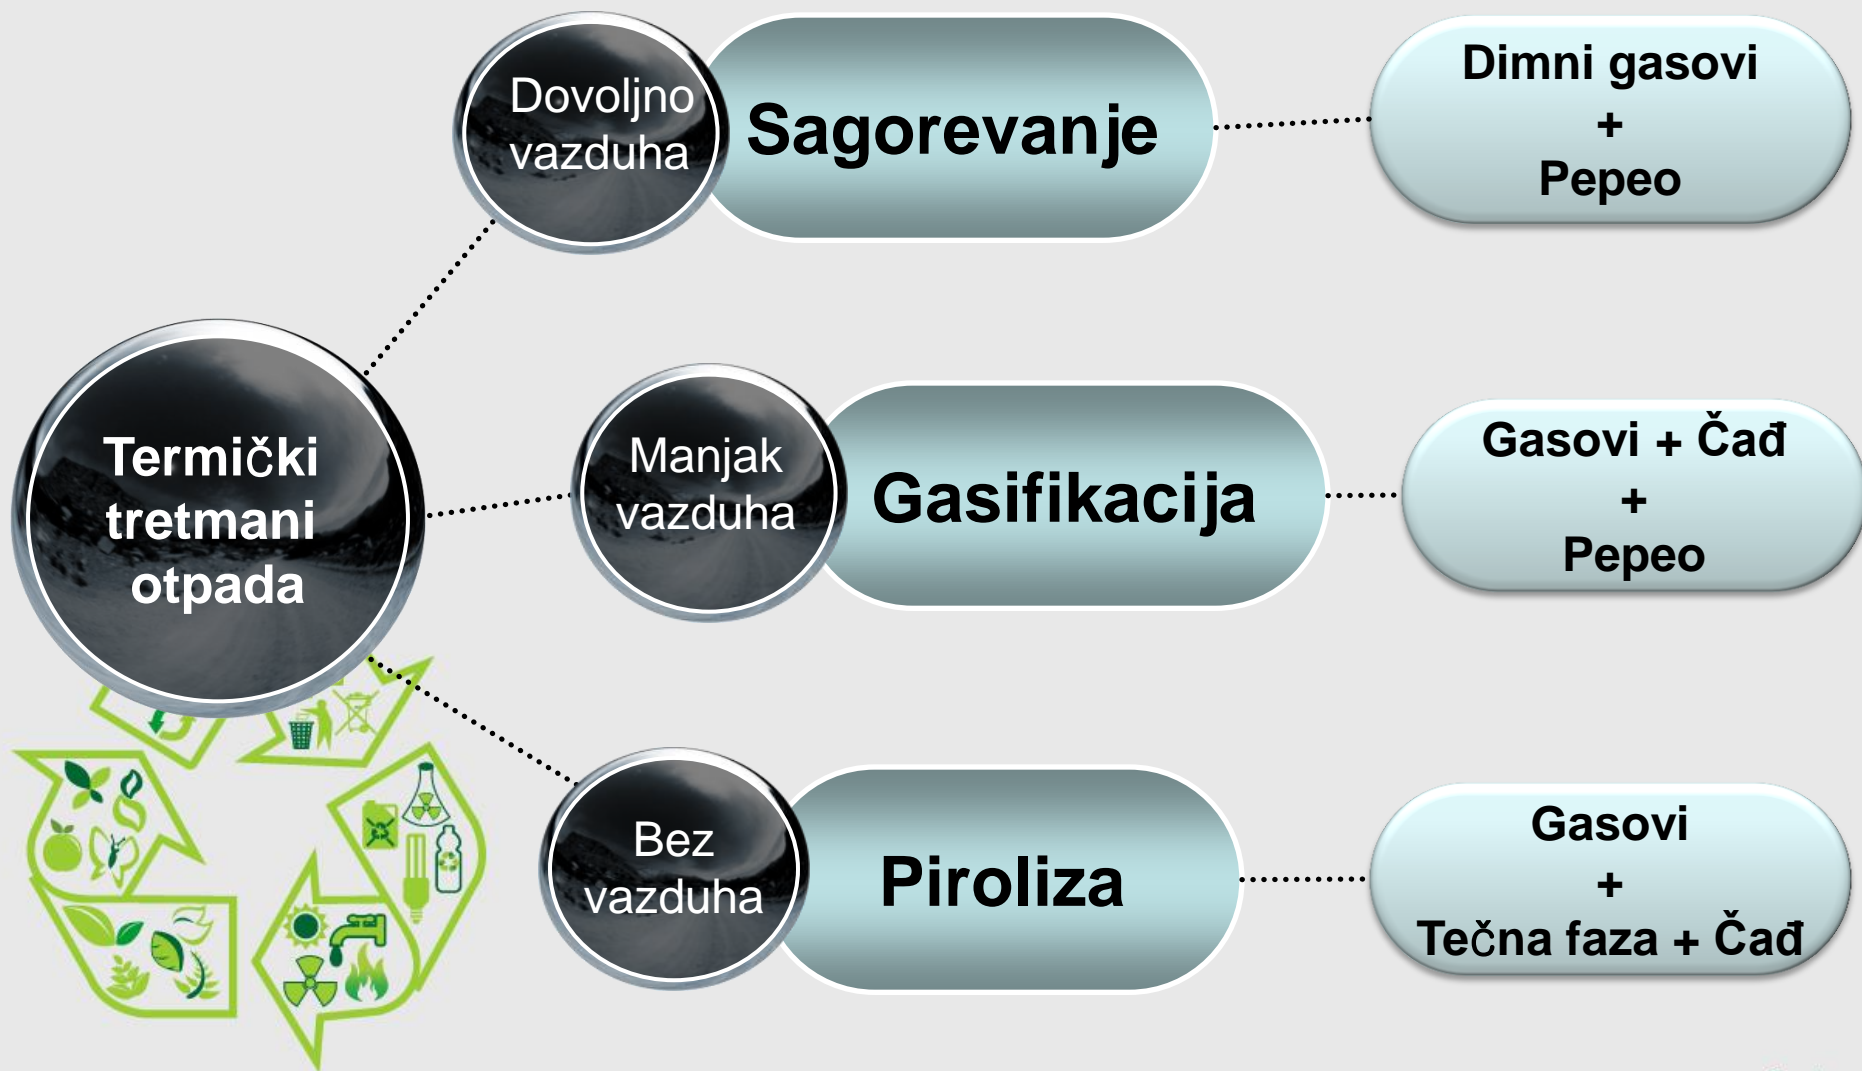 Dovoljno
vazduha
Sagorevanje
Dimni gasovi
+
Pepeo
Termički
tretmani
otpada
Manjak
vazduha
Gasifikacija
Gasovi + Čađ
+
Pepeo
Bez
vazduha
Piroliza
Gasovi
+
Tečna faza + Čađ